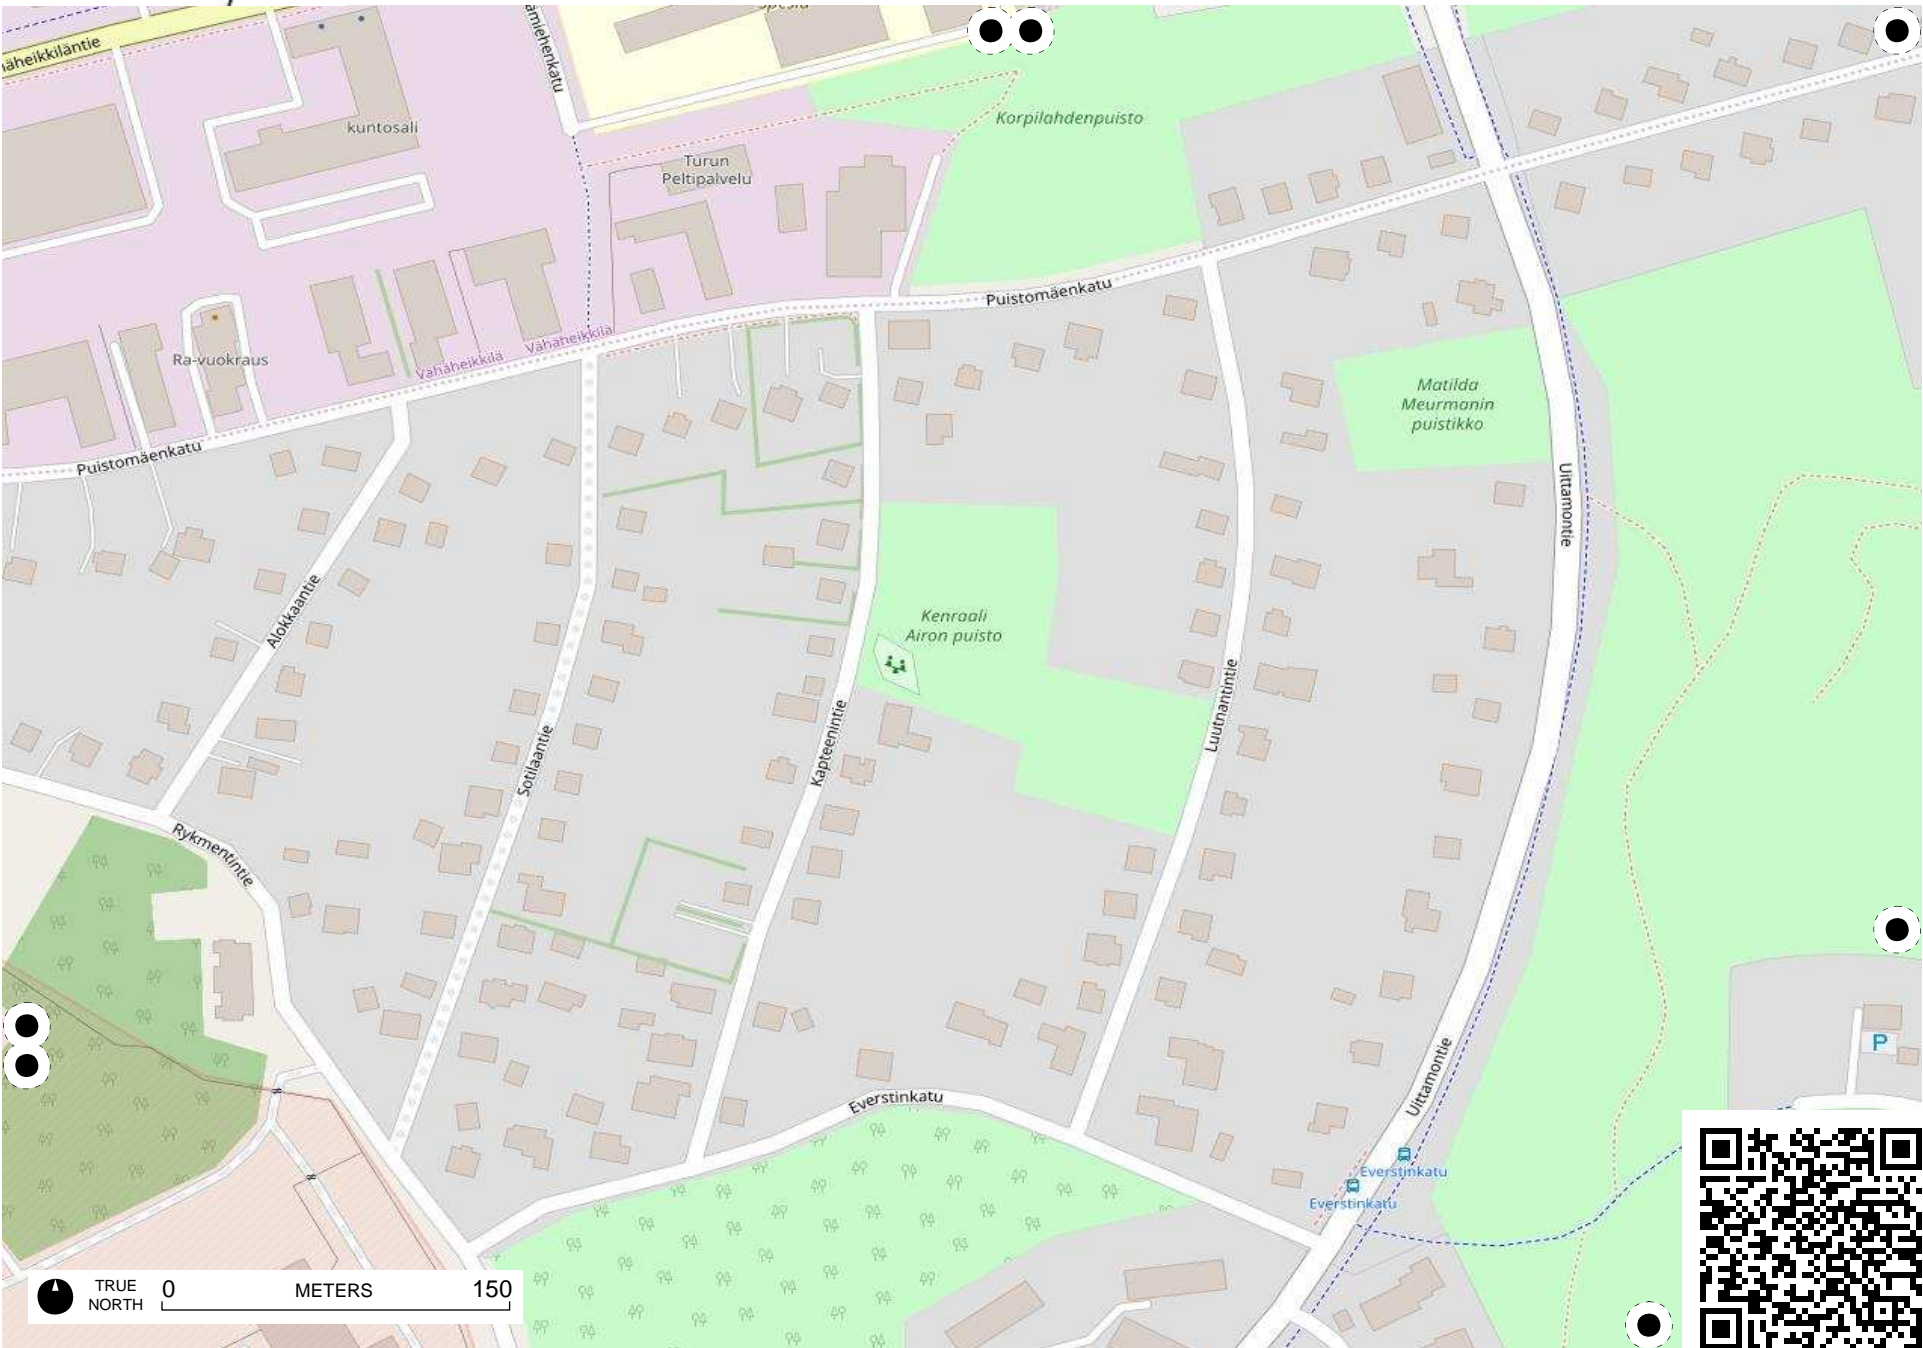 kuntosali
Turun
Peltipalvelu
Korpilahdenpuisto
Puistomäenkatu
Vähäheikkilä
Vähäheikkilä
Ra-vuokraus
Puistomäenkatu
Matilda
Meurmanin
puistikko
Uittamontie
Alokkaantie
Kenraali
Airon puisto
Luutnantintie
Kapteenintie
Sotilaantie
Rykmentintie
P
Uittamontie
Everstinkatu
Everstinkatu
Everstinkatu
TRUE
NORTH
0 METERS 150